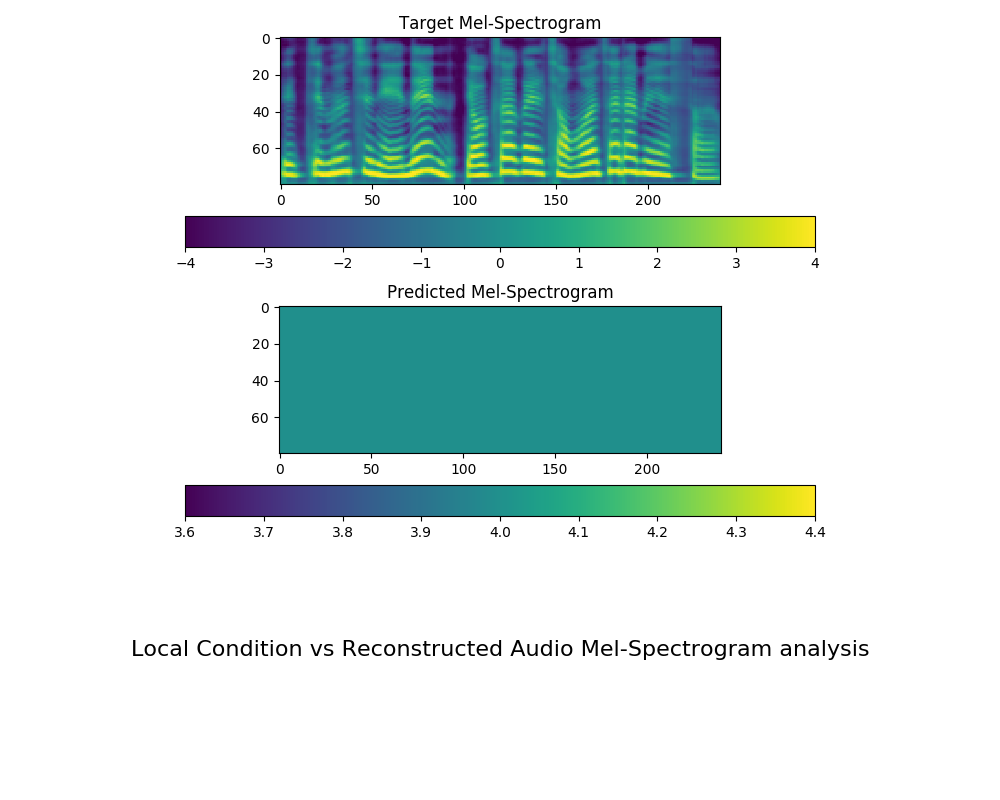 Target Mel-Spectrogram
0
20
40
60
0 50 100 150 200
−4 −3 −2 −1 0 1 2 3 4
Predicted Mel-Spectrogram
0
20
40
60
0 50 100 150 200
3.6 3.7 3.8 3.9 4.0 4.1 4.2 4.3 4.4
Local Condition vs Reconstructed Audio Mel-Spectrogram analysis